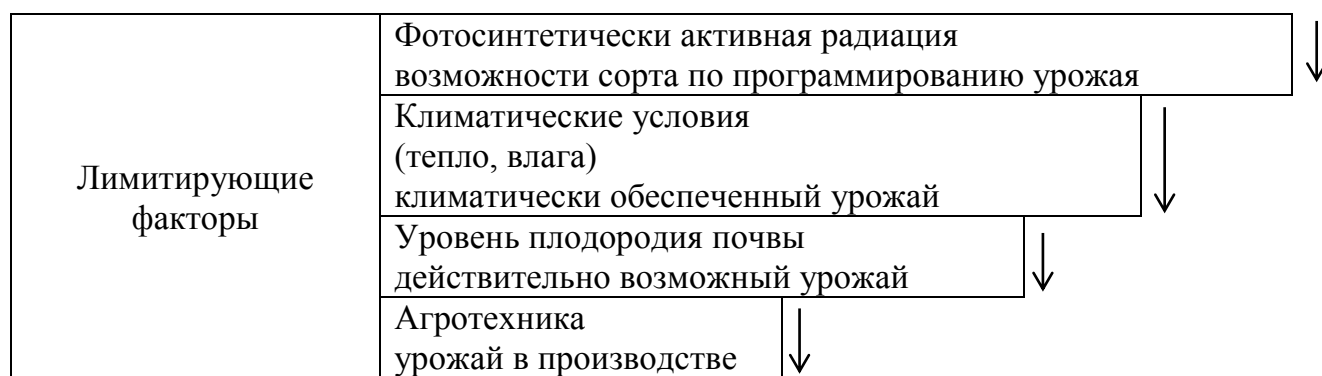 Лимитирующие
факторы
Фотосинтетически активная радиация
возможности сорта по программированию урожая
Климатические условия
(тепло, влага)
климатически обеспеченный урожай
Уровень плодородия почвы
действительно возможный урожай
Агротехника
урожай в производстве